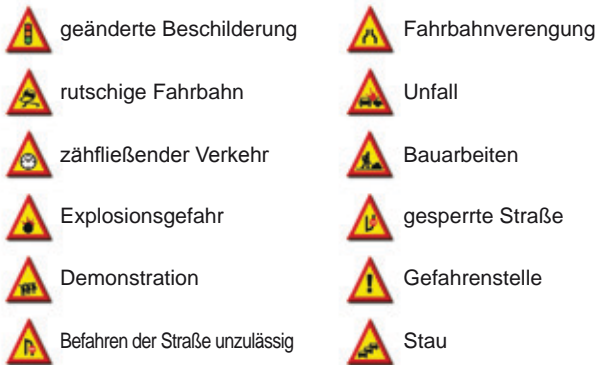 geänderte Beschilderung
Fahrbahnverengung
rutschige Fahrbahn
Unfall
zähfließender Verkehr
Bauarbeiten
Explosionsgefahr
gesperrte Straße
Demonstration
Gefahrenstelle
Befahren der Straße unzulässig
Stau